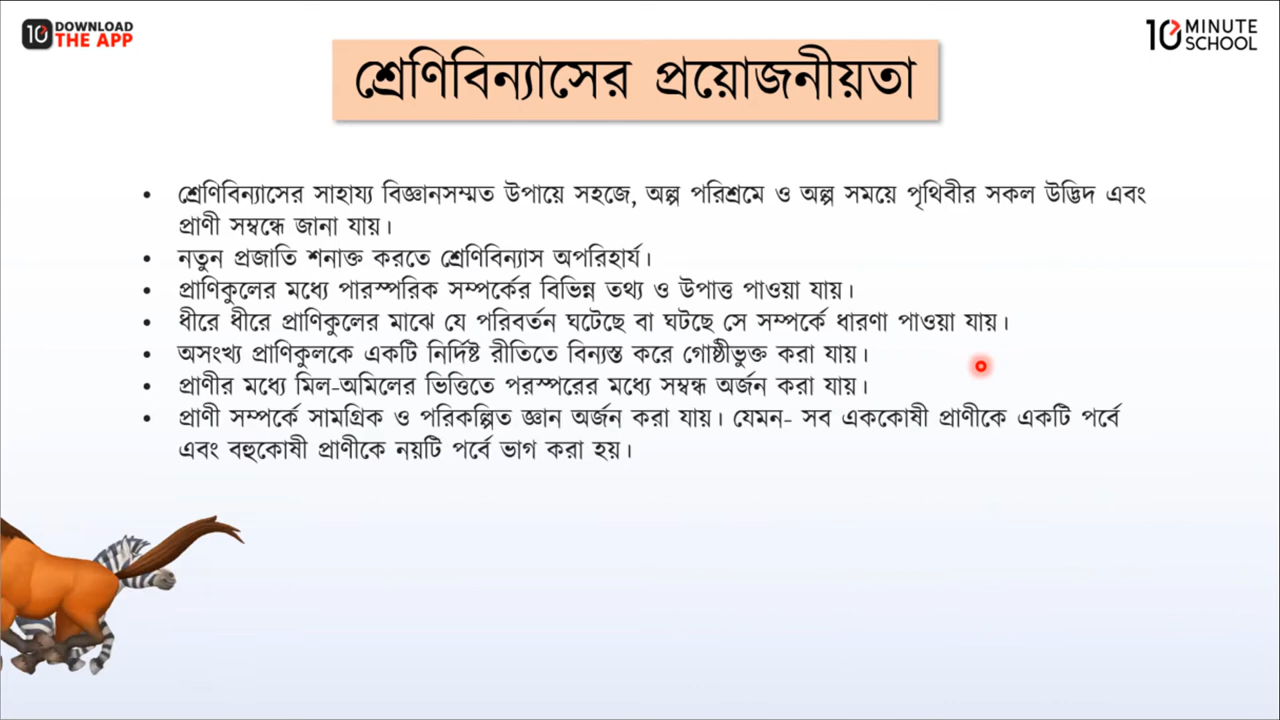 DOWNLOAD
THE APP
10 MINUTE
SCHOOL
শ্রেণিবিন্যাসের প্রয়োজনীয়তা
• শ্রেণিবিন্যাসের সাহায্য বিজ্ঞানসম্মত উপায়ে সহজে, অল্প পরিশ্রমে ও অল্প সময়ে পৃথিবীর সকল উদ্ভিদ এবং
প্রাণী সম্বন্ধে জানা যায়।
• নতুন প্রজাতি শনাক্ত করতে শ্রেণিবিন্যাস অপরিহার্য।
• প্রাণিকুলের মধ্যে পারস্পরিক সম্পর্কের বিভিন্ন তথ্য ও উপাত্ত পাওয়া যায়।
• ধীরে ধীরে প্রাণিকুলের মাঝে যে পরিবর্তন ঘটেছে বা ঘটছে সে সম্পর্কে ধারণা পাওয়া যায়।
• অসংখ্য প্রাণিকুলকে একটি নির্দিষ্ট রীতিতে বিন্যস্ত করে গোষ্ঠীভুক্ত করা যায়।
• প্রাণীর মধ্যে মিল-অমিলের ভিত্তিতে পরস্পরের মধ্যে সম্বন্ধ অর্জন করা যায়।
• প্রাণী সম্পর্কে সামগ্রিক ও পরিকল্পিত জ্ঞান অর্জন করা যায়। যেমন- সব এককোষী প্রাণীকে একটি পর্বে
এবং বহুকোষী প্রাণীকে নয়টি পর্বে ভাগ করা হয়।